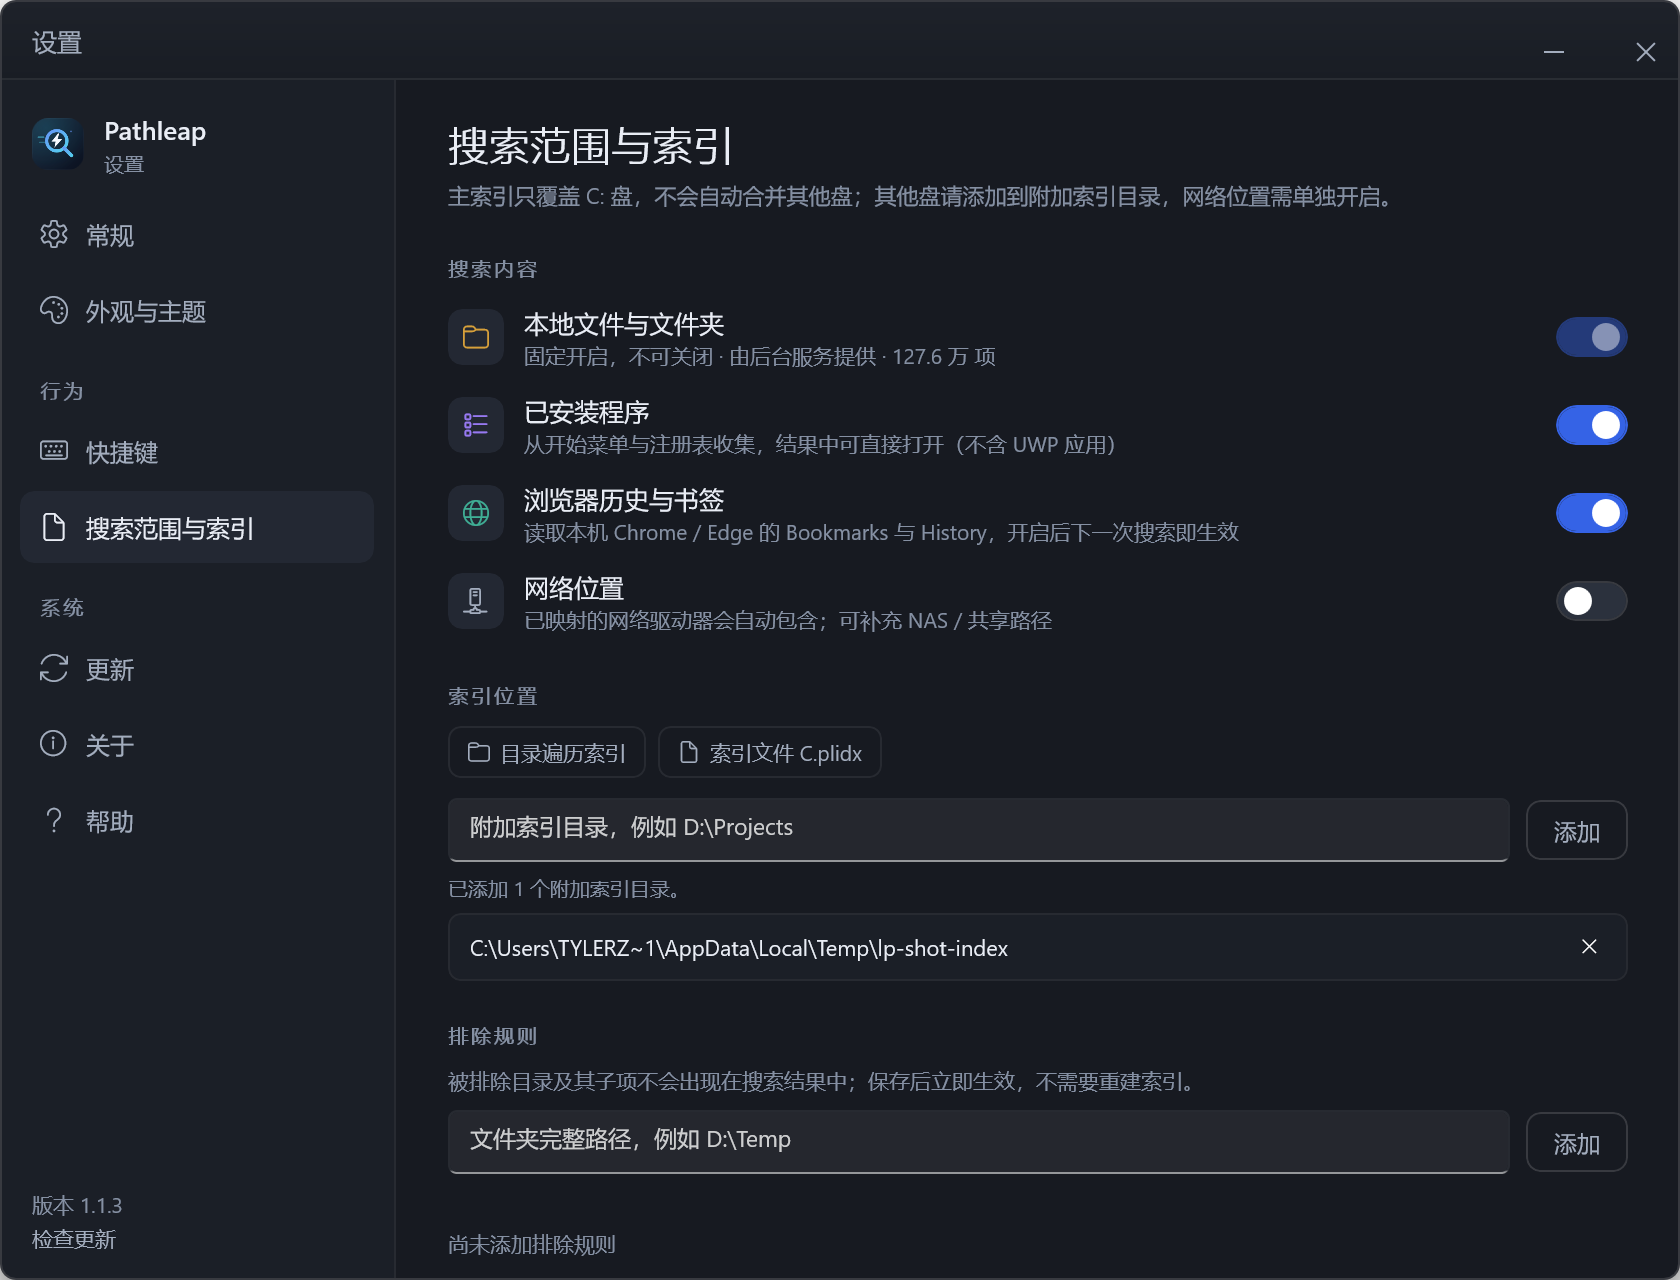 设置
Pathleap
设置
常规
外观与主题
行为
快捷键
搜索范围与索引
系统
更新
关于
帮助
版本 1.1.3
检查更新
搜索范围与索引
主索引只覆盖 C: 盘，不会自动合并其他盘；其他盘请添加到附加索引目录，网络位置需单独开启。
搜索内容
本地文件与文件夹
固定开启，不可关闭 · 由后台服务提供 · 127.6 万 项
已安装程序
从开始菜单与注册表收集，结果中可直接打开（不含 UWP 应用）
浏览器历史与书签
读取本机 Chrome / Edge 的 Bookmarks 与 History，开启后下一次搜索即生效
网络位置
已映射的网络驱动器会自动包含；可补充 NAS / 共享路径
索引位置
目录遍历索引
索引文件 C.plidx
附加索引目录，例如 D:\Projects
添加
已添加 1 个附加索引目录。
C:\Users\TYLERZ~1\AppData\Local\Temp\lp-shot-index
排除规则
被排除目录及其子项不会出现在搜索结果中；保存后立即生效，不需要重建索引。
文件夹完整路径，例如 D:\Temp
添加
尚未添加排除规则